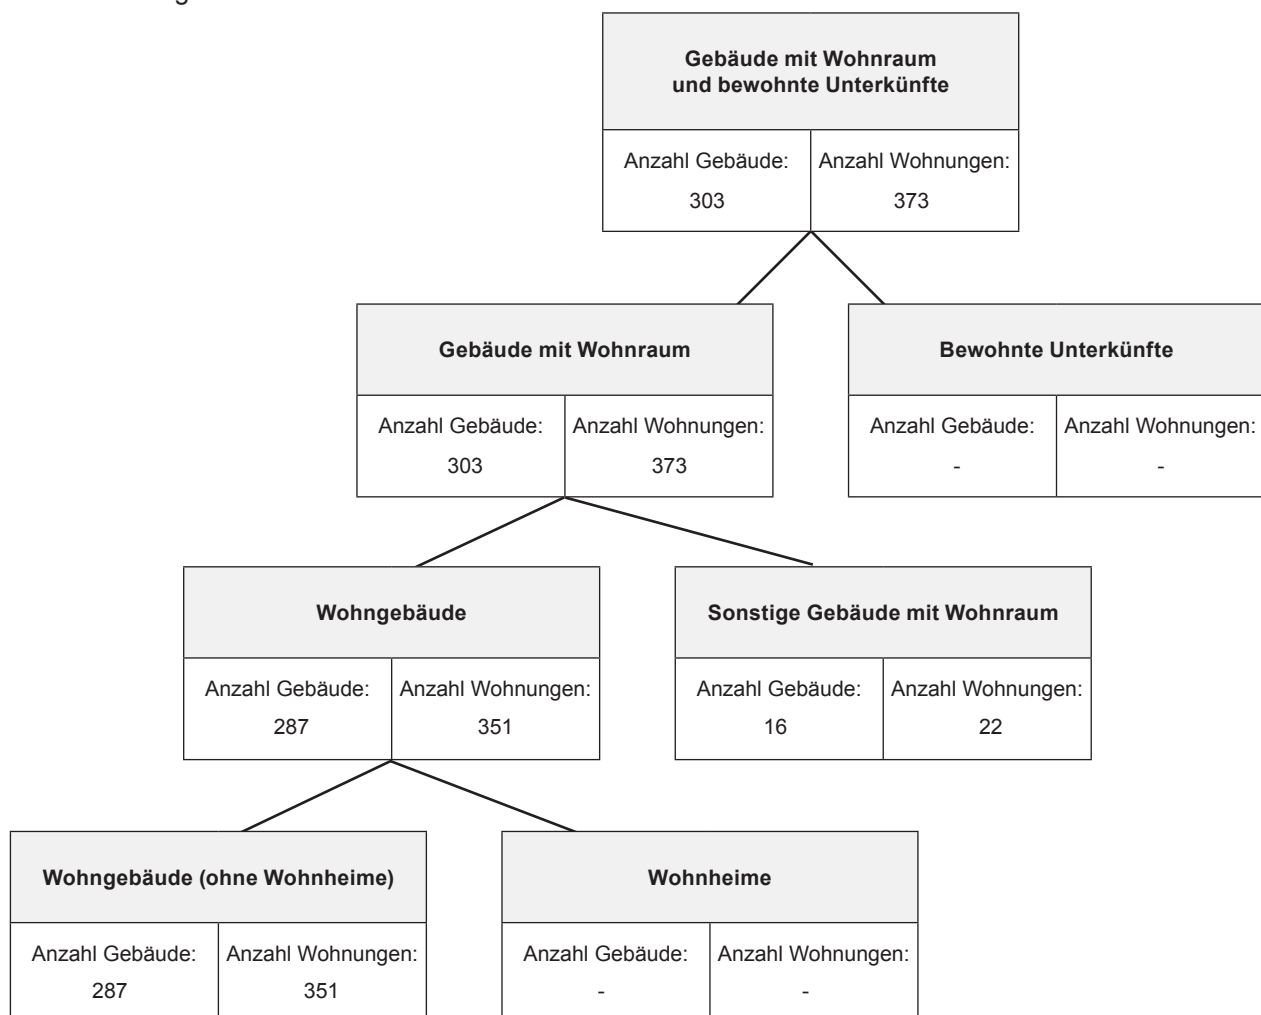 Gebäude mit Wohnraum
und bewohnte Unterkünfte
Anzahl Gebäude: Anzahl Wohnungen:
303 373
Gebäude mit Wohnraum
Bewohnte Unterkünfte
Anzahl Gebäude: Anzahl Wohnungen:
303 373
Anzahl Gebäude: Anzahl Wohnungen:
- -
Wohngebäude
Sonstige Gebäude mit Wohnraum
Anzahl Gebäude: Anzahl Wohnungen:
287 351
Anzahl Gebäude: Anzahl Wohnungen:
16 22
Wohngebäude (ohne Wohnheime)
Wohnheime
Anzahl Gebäude: Anzahl Wohnungen:
287 351
Anzahl Gebäude: Anzahl Wohnungen:
- -